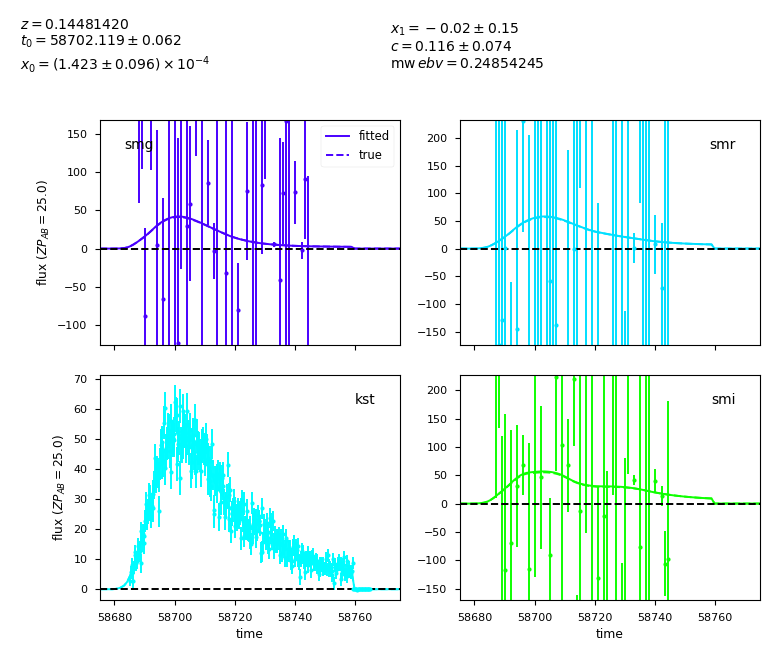 z = 0.14481420
t₀ = 58702.119 ± 0.062
x₀ = (1.423 ± 0.096) × 10⁻⁴
x₁ = −0.02 ± 0.15
c = 0.116 ± 0.074
mw ebv = 0.24854245
150
100
50
0
−50
−100
flux (ZP_AB = 25.0)
smg
fitted
true
200
150
100
50
0
−50
−100
−150
smr
70
60
50
40
30
20
10
0
flux (ZP_AB = 25.0)
kst
58680 58700 58720 58740 58760
time
200
150
100
50
0
−50
−100
−150
smi
58680 58700 58720 58740 58760
time